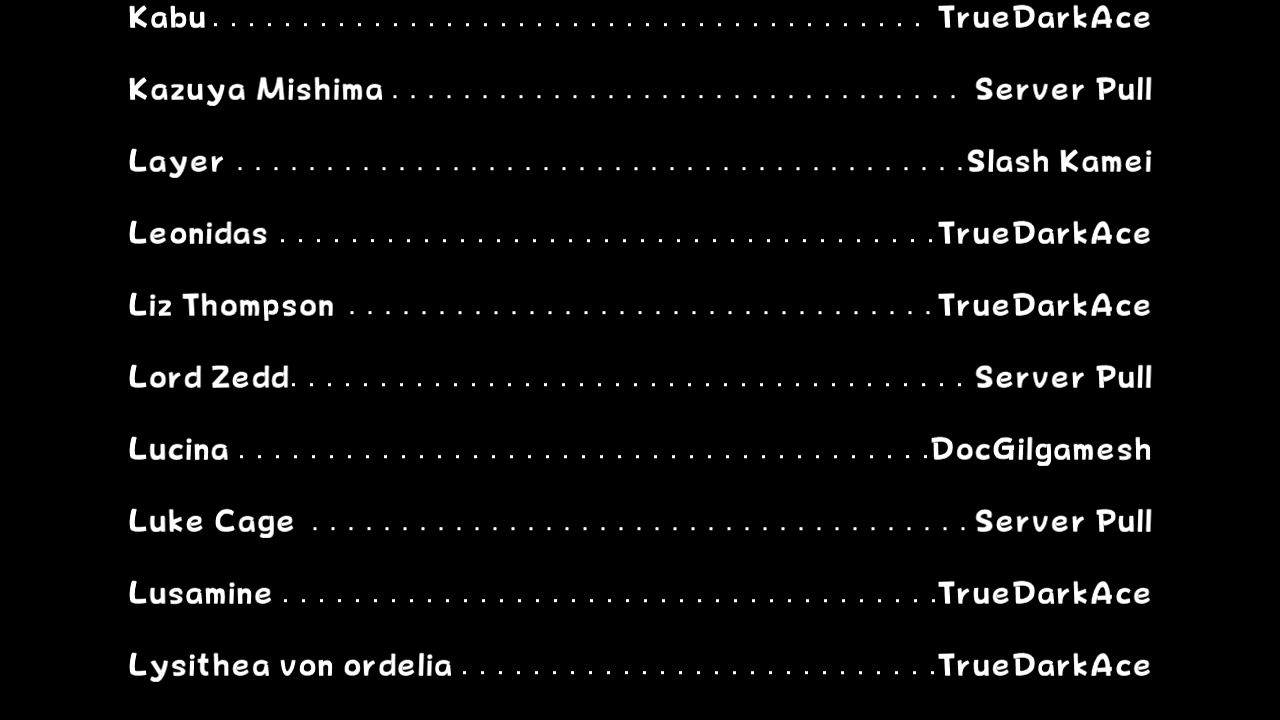 Kabu . . . . . . . . . . . . . . . . . . . . . . . . . . . . . . . . . . . . . . . . TrueDarkAce
Kazuya Mishima . . . . . . . . . . . . . . . . . . . . . . . . . . . . . . . . Server Pull
Layer . . . . . . . . . . . . . . . . . . . . . . . . . . . . . . . . . . . . . . . . . Slash Kamei
Leonidas . . . . . . . . . . . . . . . . . . . . . . . . . . . . . . . . . . . . . TrueDarkAce
Liz Thompson . . . . . . . . . . . . . . . . . . . . . . . . . . . . . . . . . TrueDarkAce
Lord Zedd. . . . . . . . . . . . . . . . . . . . . . . . . . . . . . . . . . . . . . Server Pull
Lucina . . . . . . . . . . . . . . . . . . . . . . . . . . . . . . . . . . . . . . . DocGilgamesh
Luke Cage . . . . . . . . . . . . . . . . . . . . . . . . . . . . . . . . . . . . . Server Pull
Lusamine . . . . . . . . . . . . . . . . . . . . . . . . . . . . . . . . . . . . . TrueDarkAce
Lysithea von ordelia . . . . . . . . . . . . . . . . . . . . . . . . . . . TrueDarkAce